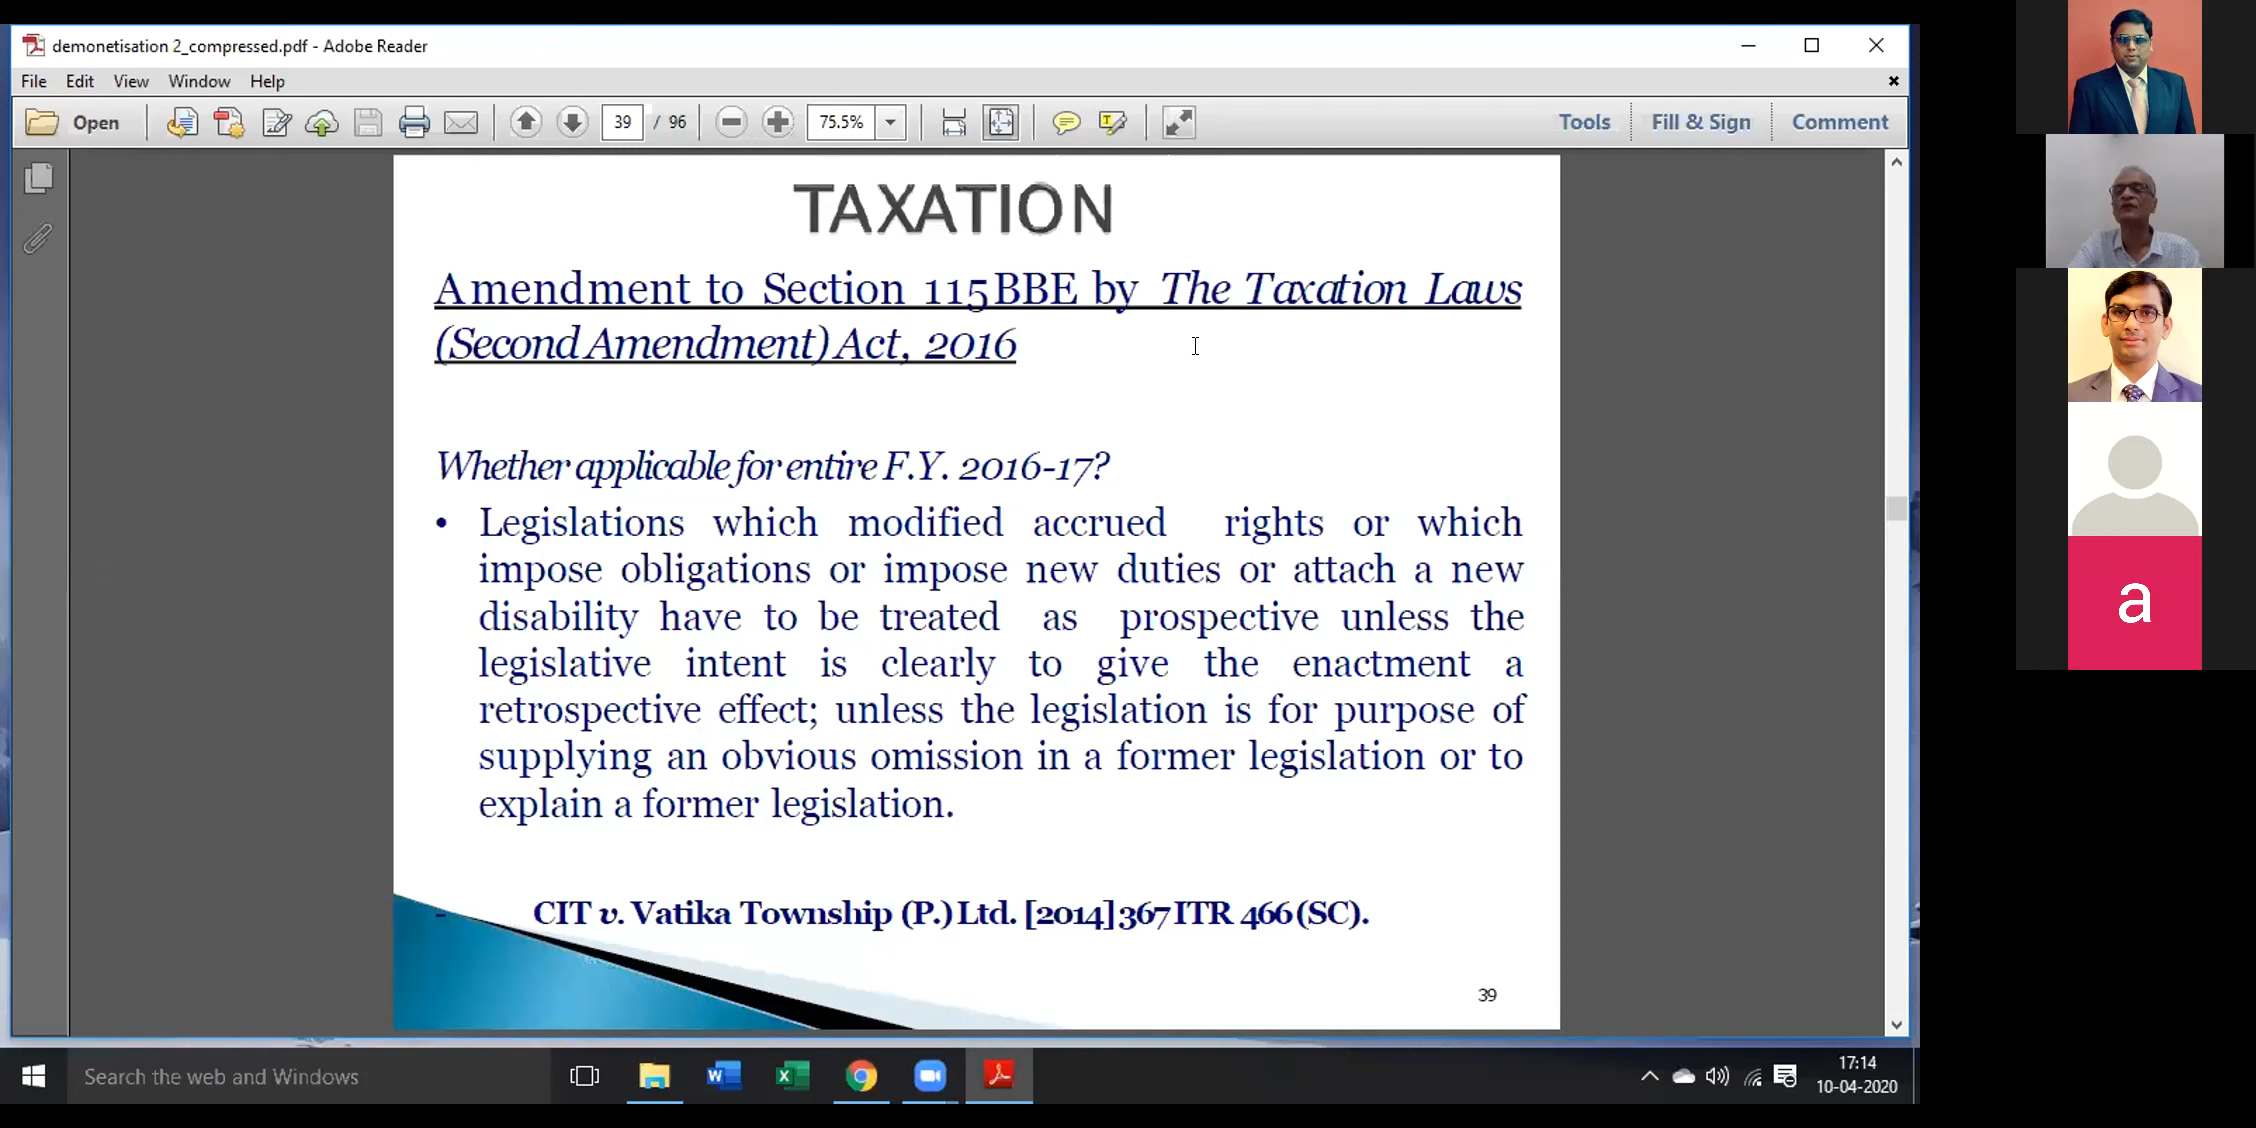 demonetisation 2_compressed.pdf - Adobe Reader
File Edit View Window Help
Open 39 / 96 75.5% Tools Fill & Sign Comment
TAXATION
Amendment to Section 115BBE by The Taxation Laws
(Second Amendment) Act, 2016
Whether applicable for entire F.Y. 2016-17?
• Legislations which modified accrued rights or which
impose obligations or impose new duties or attach a new
disability have to be treated as prospective unless the
legislative intent is clearly to give the enactment a
retrospective effect; unless the legislation is for purpose of
supplying an obvious omission in a former legislation or to
explain a former legislation.
- CIT v. Vatika Township (P.) Ltd. [2014] 367 ITR 466 (SC).
39
a
Search the web and Windows
17:14
10-04-2020